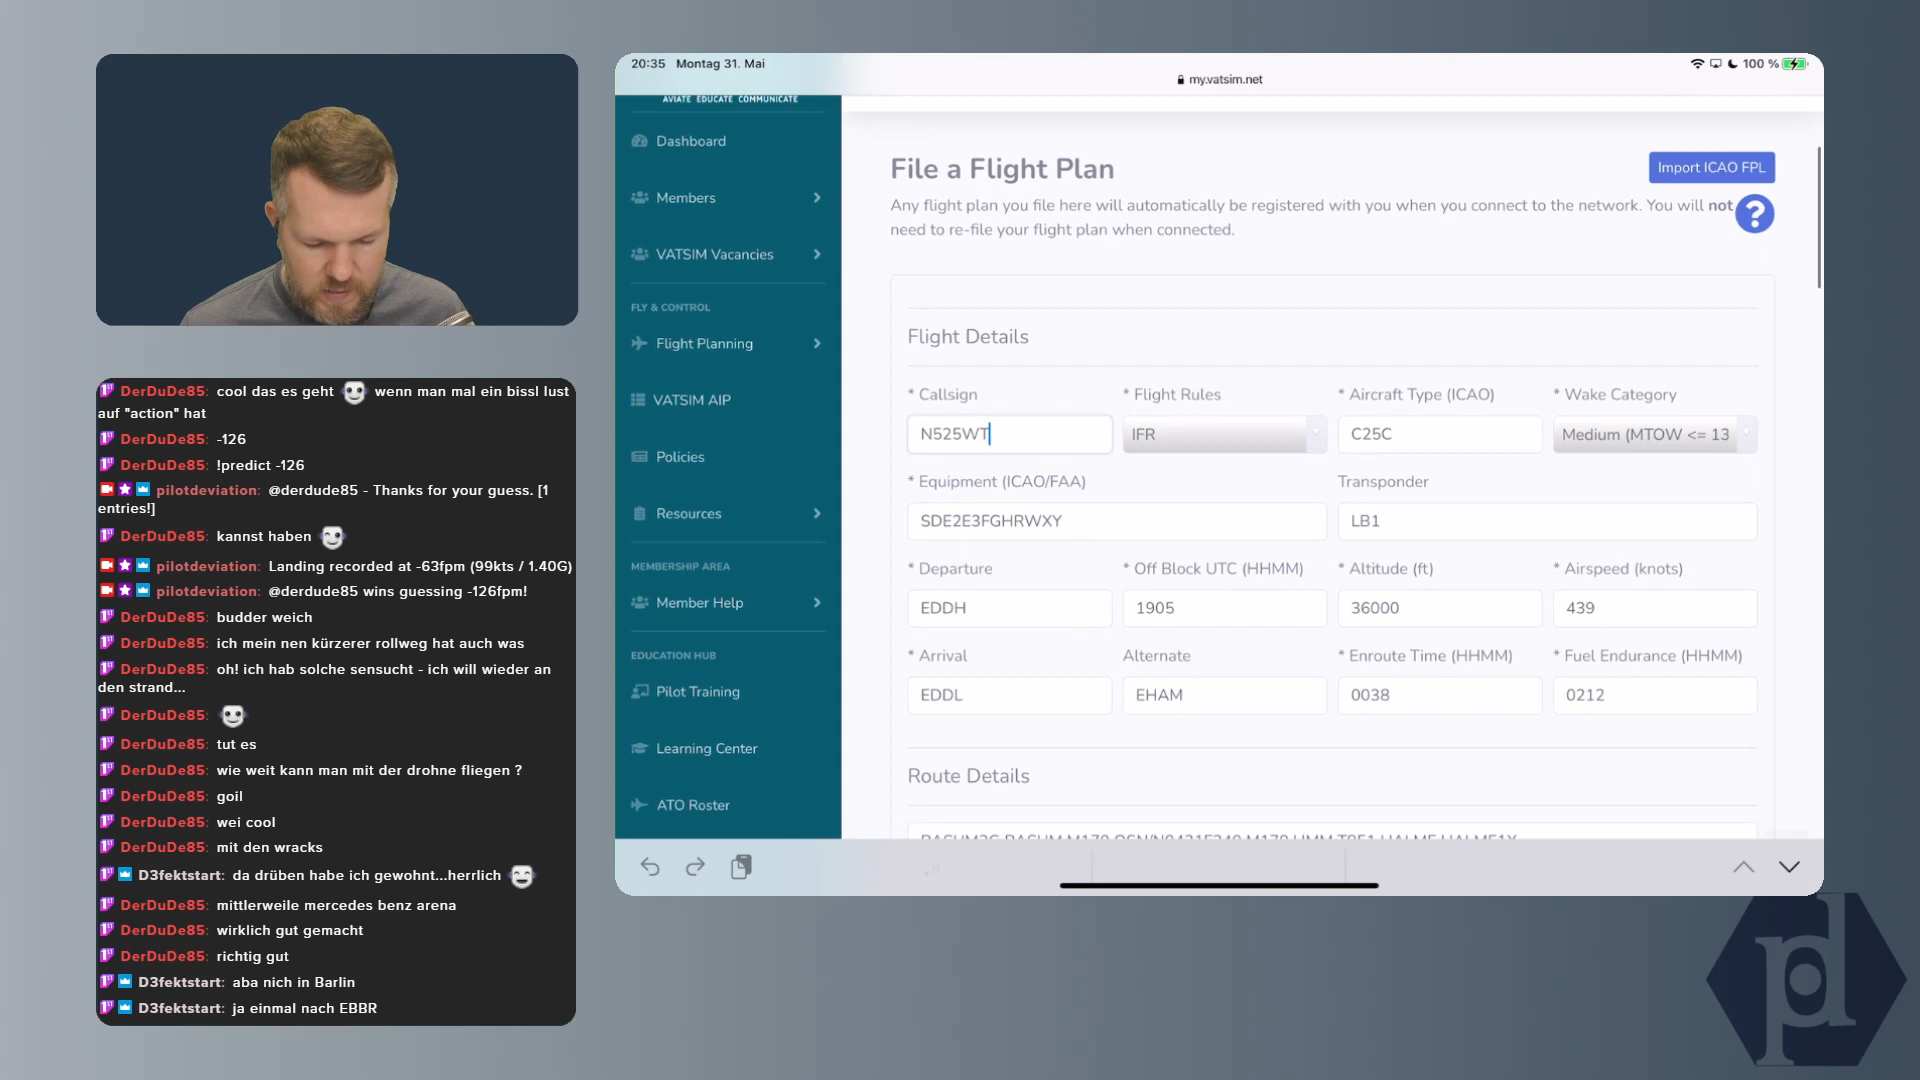 DerDuDe85: cool das es geht wenn man mal ein bissl lust
auf "action" hat
DerDuDe85: -126
DerDuDe85: !predict -126
pilotdeviation: @derdude85 - Thanks for your guess. [1
entries!]
DerDuDe85: kannst haben
pilotdeviation: Landing recorded at -63fpm (99kts / 1.40G)
pilotdeviation: @derdude85 wins guessing -126fpm!
DerDuDe85: budder weich
DerDuDe85: ich mein nen kürzerer rollweg hat auch was
DerDuDe85: oh! ich hab solche sensucht - ich will wieder an
den strand...
DerDuDe85:
DerDuDe85: tut es
DerDuDe85: wie weit kann man mit der drohne fliegen ?
DerDuDe85: goil
DerDuDe85: wei cool
DerDuDe85: mit den wracks
D3fektstart: da drüben habe ich gewohnt...herrlich
DerDuDe85: mittlerweile mercedes benz arena
DerDuDe85: wirklich gut gemacht
DerDuDe85: richtig gut
D3fektstart: aba nich in Barlin
D3fektstart: ja einmal nach EBBR
20:35 Montag 31. Mai
100 %
my.vatsim.net
AVIATE EDUCATE COMMUNICATE
Dashboard
Members
VATSIM Vacancies
FLY & CONTROL
Flight Planning
VATSIM AIP
Policies
Resources
MEMBERSHIP AREA
Member Help
EDUCATION HUB
Pilot Training
Learning Center
ATO Roster
File a Flight Plan
Import ICAO FPL
Any flight plan you file here will automatically be registered with you when you connect to the network. You will not
need to re-file your flight plan when connected.
?
Flight Details
* Callsign * Flight Rules * Aircraft Type (ICAO) * Wake Category
N525WT IFR C25C Medium (MTOW <= 13
* Equipment (ICAO/FAA) Transponder
SDE2E3FGHRWXY LB1
* Departure * Off Block UTC (HHMM) * Altitude (ft) * Airspeed (knots)
EDDH 1905 36000 439
* Arrival Alternate * Enroute Time (HHMM) * Fuel Endurance (HHMM)
EDDL EHAM 0038 0212
Route Details
pd